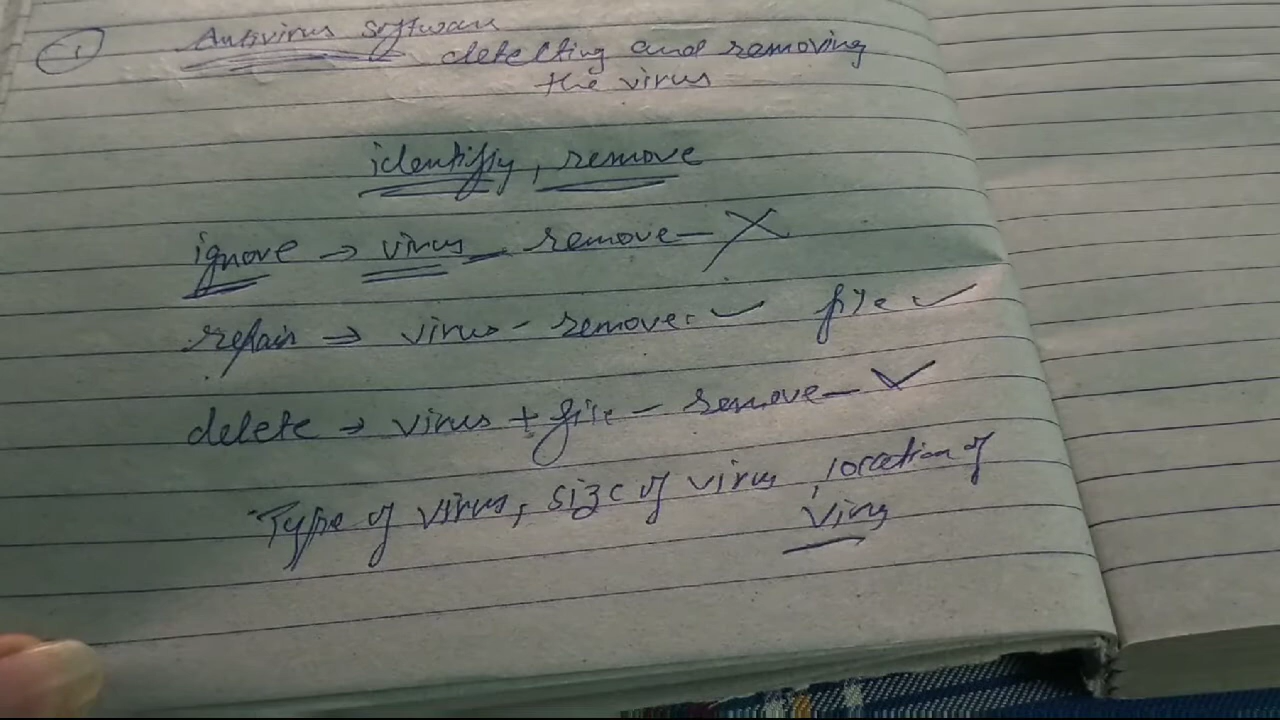 1 Antivirus software
detecting and removing
the virus
identifiy, remove
ignore → virus - remove - X
repair → virus - remove. ✓ file ✓
delete → virus + file - remove - ✓
Type of virus, size of virus, location of
virus